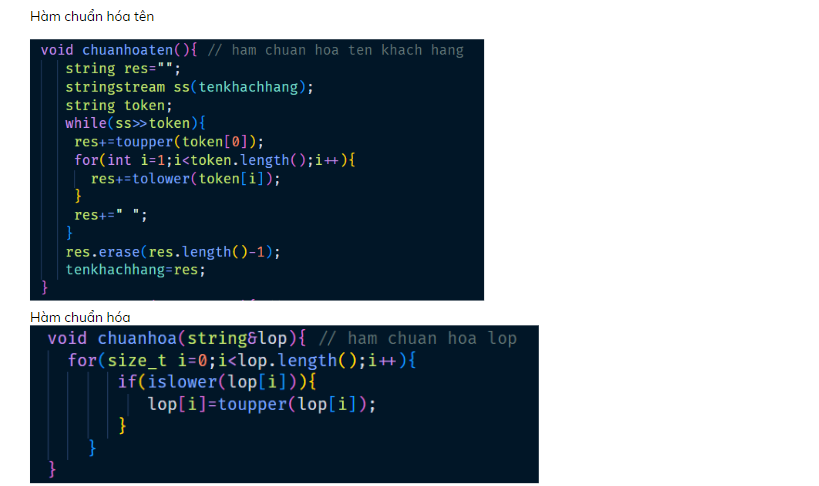 Hàm chuẩn hóa tên
void chuanhoaten(){ // ham chuan hoa ten khach hang
string res="";
stringstream ss(tenkhachhang);
string token;
while(ss>>token){
res+=toupper(token[0]);
for(int i=1;i<token.length();i++){
res+=tolower(token[i]);
}
res+=" ";
}
res.erase(res.length()-1);
tenkhachhang=res;
}
Hàm chuẩn hóa
void chuanhoa(string&lop){ // ham chuan hoa lop
for(size_t i=0;i<lop.length();i++){
if(islower(lop[i])){
lop[i]=toupper(lop[i]);
}
}
}